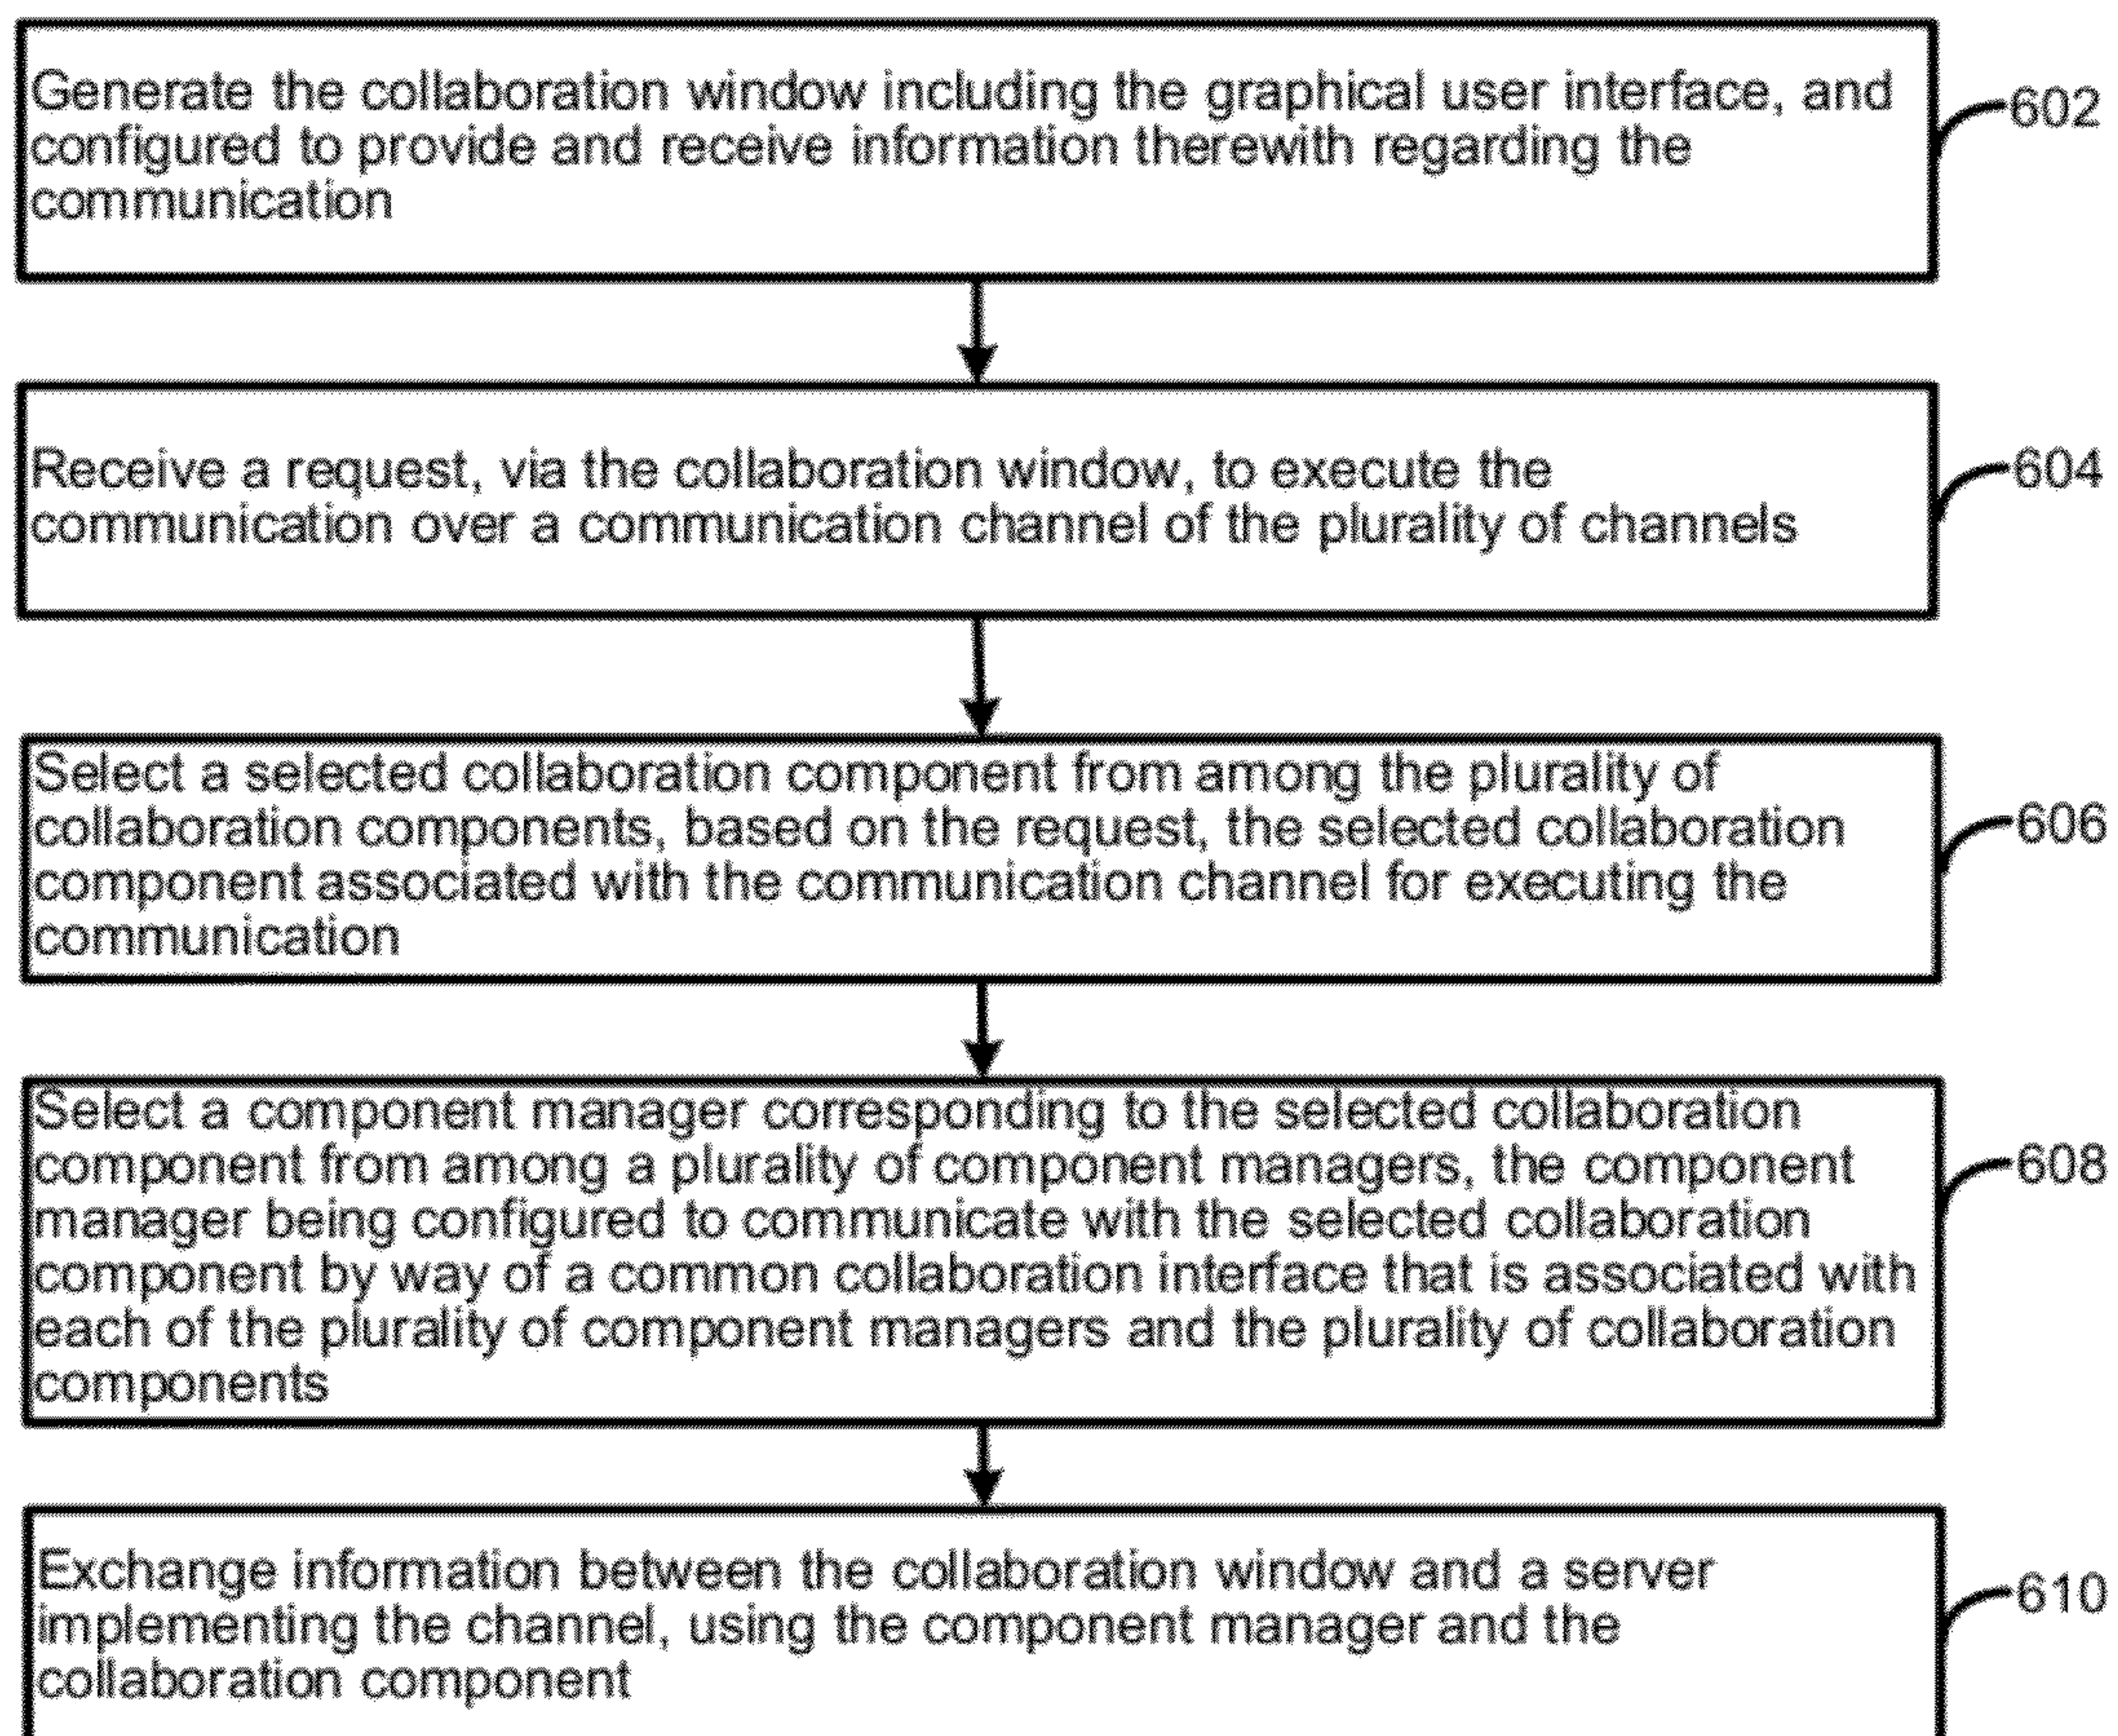 Generate the collaboration window including the graphical user interface, and
configured to provide and receive information therewith regarding the
communication
602
Receive a request, via the collaboration window, to execute the
communication over a communication channel of the plurality of channels
604
Select a selected collaboration component from among the plurality of
collaboration components, based on the request, the selected collaboration
component associated with the communication channel for executing the
communication
606
Select a component manager corresponding to the selected collaboration
component from among a plurality of component managers, the component
manager being configured to communicate with the selected collaboration
component by way of a common collaboration interface that is associated with
each of the plurality of component managers and the plurality of collaboration
components
608
Exchange information between the collaboration window and a server
implementing the channel, using the component manager and the
collaboration component
610